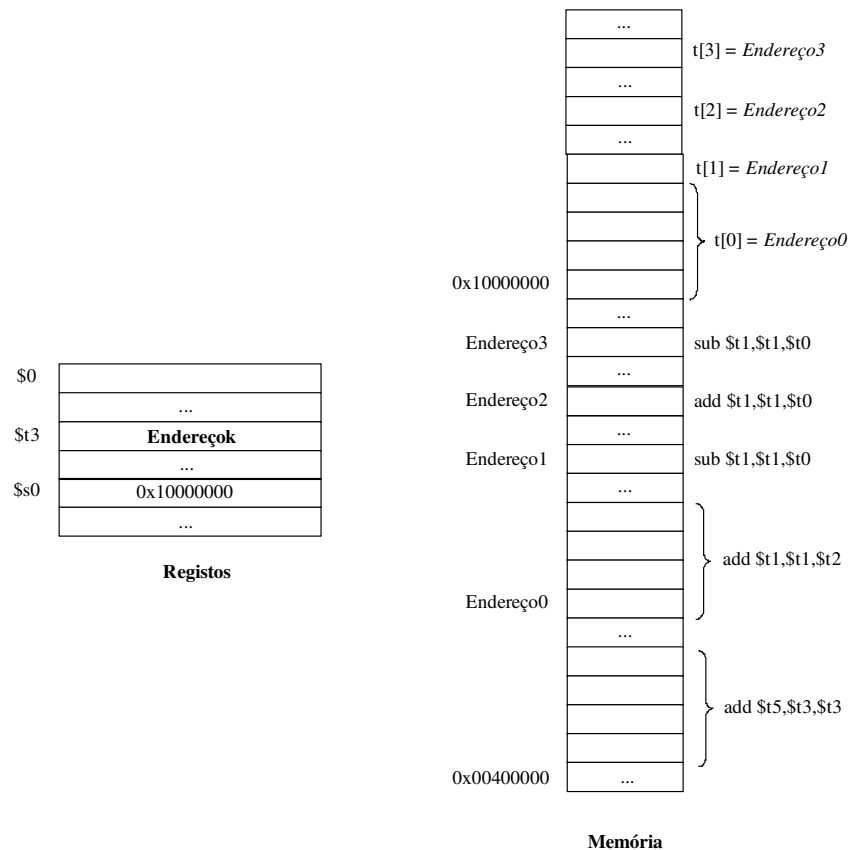 $0
...
$t3 Endereçok
...
$s0 0x10000000
...
Registos
...
t[3] = Endereço3
...
t[2] = Endereço2
...
t[1] = Endereço1
t[0] = Endereço0
0x10000000
...
Endereço3 sub $t1,$t1,$t0
...
Endereço2 add $t1,$t1,$t0
...
Endereço1 sub $t1,$t1,$t0
...
add $t1,$t1,$t2
Endereço0
...
add $t5,$t3,$t3
0x00400000 ...
Memória